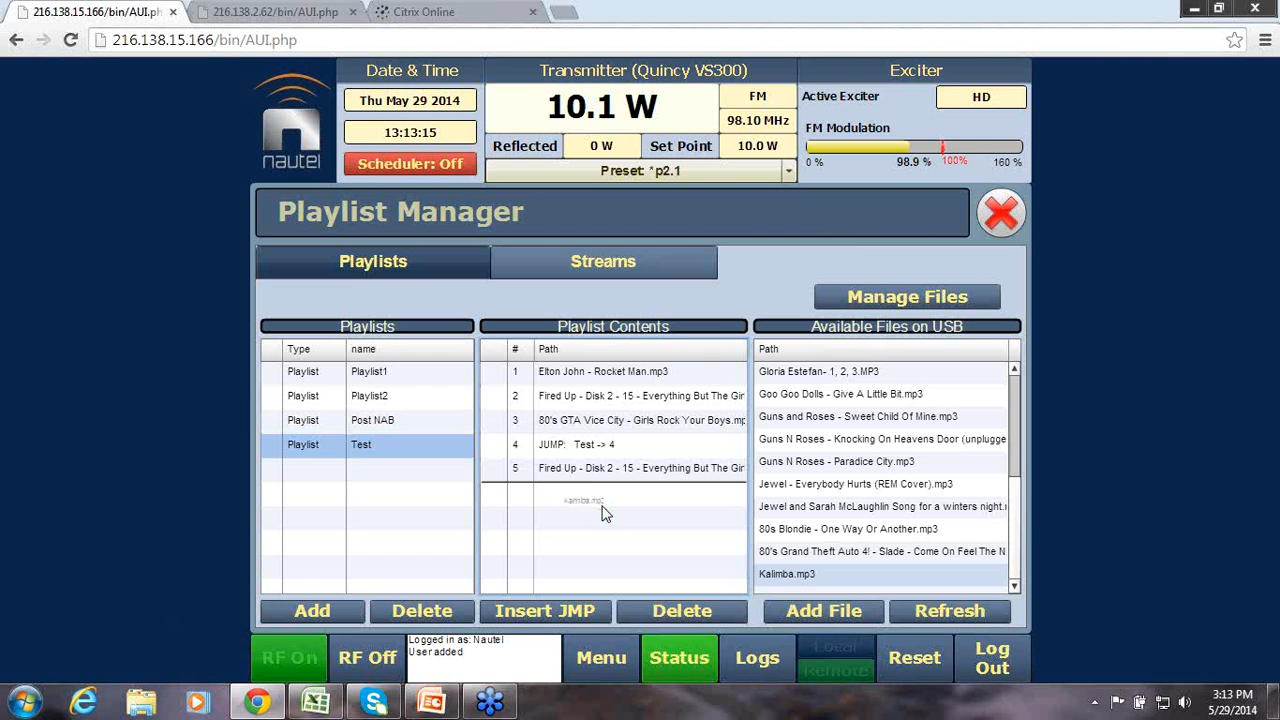 216.138.15.166/bin/AUI.ph
216.138.2.62/bin/AUI.php
Citrix Online
216.138.15.166/bin/AUI.php
nautel
Date & Time
Thu May 29 2014
13:13:15
Scheduler: Off
Transmitter (Quincy VS300)
10.1 W
FM
98.10 MHz
Reflected
0 W
Set Point
10.0 W
Preset: *p2.1
Exciter
Active Exciter
HD
FM Modulation
0 %
98.9 %
100%
160 %
Playlist Manager
Playlists
Streams
Manage Files
Playlists
Type name
Playlist Playlist1
Playlist Playlist2
Playlist Post NAB
Playlist Test
Playlist Contents
# Path
1 Elton John - Rocket Man.mp3
2 Fired Up - Disk 2 - 15 - Everything But The Gir
3 80's GTA Vice City - Girls Rock Your Boys.mp
4 JUMP: Test -> 4
5 Fired Up - Disk 2 - 15 - Everything But The Gir
Kalimba.mp3
Available Files on USB
Path
Gloria Estefan- 1, 2, 3.MP3
Goo Goo Dolls - Give A Little Bit.mp3
Guns and Roses - Sweet Child Of Mine.mp3
Guns N Roses - Knocking On Heavens Door (unplugge
Guns N Roses - Paradice City.mp3
Jewel - Everybody Hurts (REM Cover).mp3
Jewel and Sarah McLaughlin Song for a winters night.
80s Blondie - One Way Or Another.mp3
80's Grand Theft Auto 4! - Slade - Come On Feel The N
Kalimba.mp3
Add
Delete
Insert JMP
Delete
Add File
Refresh
RF On
RF Off
Logged in as: Nautel
User added
Menu
Status
Logs
Local
Remote
Reset
Log
Out
3:13 PM
5/29/2014